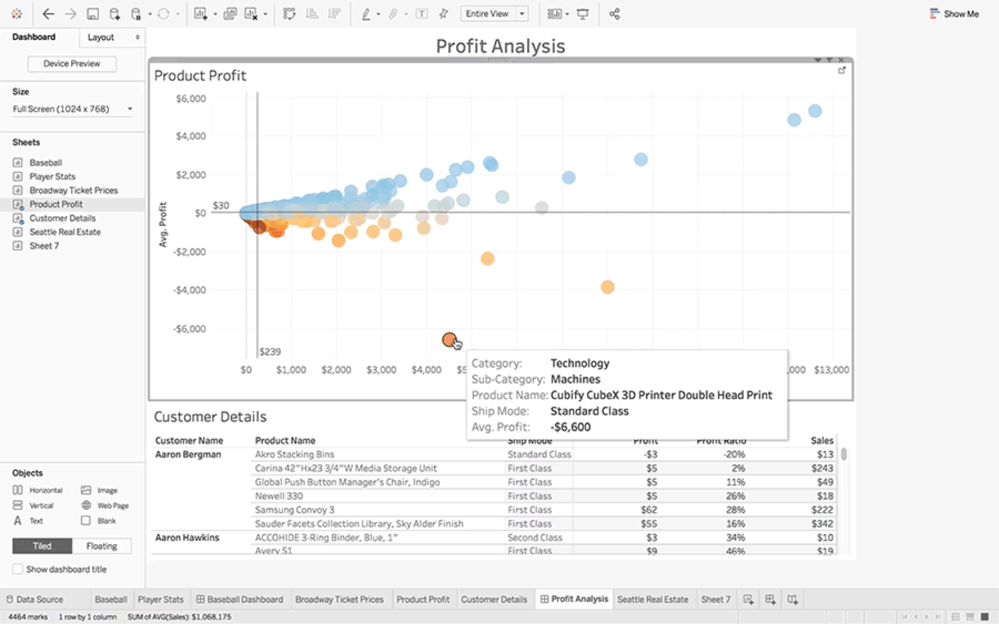 Entire View
Show Me
Dashboard
Layout
Device Preview
Size
Full Screen (1024 x 768)
Sheets
Baseball
Player Stats
Broadway Ticket Prices
Product Profit
Customer Details
Seattle Real Estate
Sheet 7
Objects
Horizontal Image
Vertical Web Page
A Text Blank
Tiled Floating
Show dashboard title
Profit Analysis
Product Profit
$6,000
$4,000
$2,000
$0
-$2,000
-$4,000
-$6,000
Avg. Profit
$30
$239
$0 $1,000 $2,000 $3,000 $4,000 $5 ,000 $13,000
Category: Technology
Sub-Category: Machines
Product Name: Cubify CubeX 3D Printer Double Head Print
Ship Mode: Standard Class
Avg. Profit: -$6,600
Customer Details
Customer Name Product Name Ship Mode Profit Profit Ratio Sales
Aaron Bergman Akro Stacking Bins Standard Class -$3 -20% $13
Carina 42"Hx23 3/4"W Media Storage Unit First Class $5 2% $243
Global Push Button Manager's Chair, Indigo First Class $5 11% $49
Newell 330 First Class $5 26% $18
Samsung Convoy 3 First Class $62 28% $222
Sauder Facets Collection Library, Sky Alder Finish First Class $55 16% $342
Aaron Hawkins ACCOHIDE 3-Ring Binder, Blue, 1" Second Class $3 34% $10
Avery 51 First Class $9 46% $19
Data Source Baseball Player Stats Baseball Dashboard Broadway Ticket Prices Product Profit Customer Details Profit Analysis Seattle Real Estate Sheet 7
4464 marks 1 row by 1 column SUM of AVG(Sales): $1,068,175